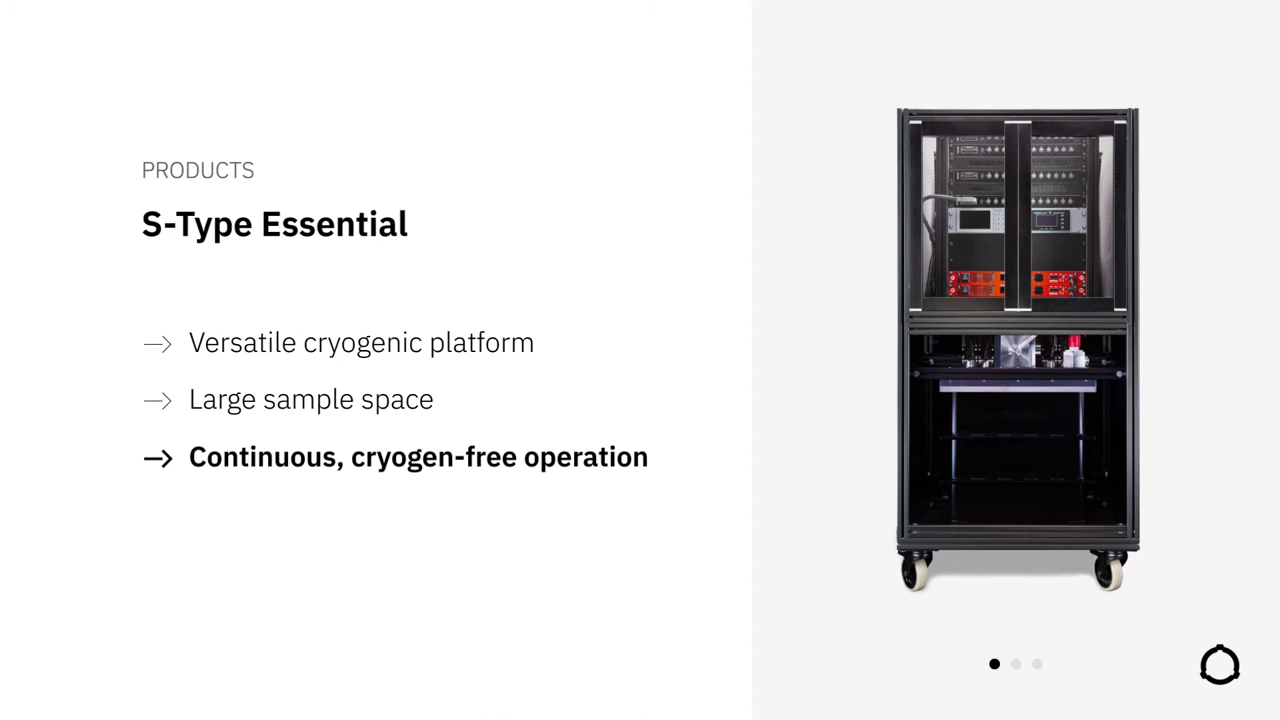 PRODUCTS
S-Type Essential
→ Versatile cryogenic platform
→ Large sample space
→ Continuous, cryogen-free operation